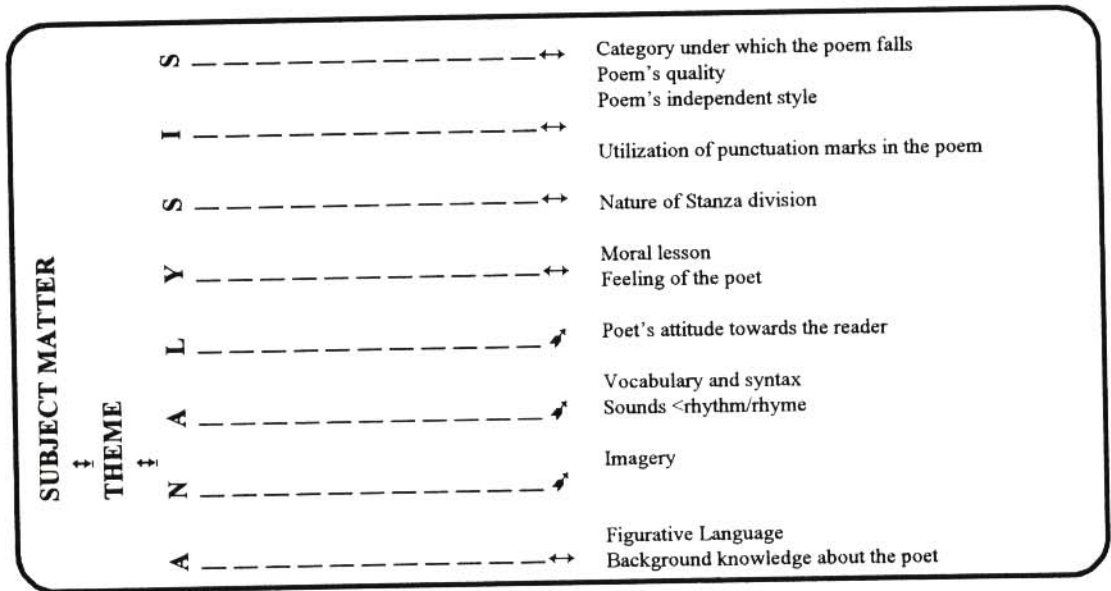 SUBJECT MATTER
↕
THEME
↕
S ↔ Category under which the poem falls
Poem's quality
Poem's independent style
I ↔
Utilization of punctuation marks in the poem
S ↔ Nature of Stanza division
Moral lesson
Y ↔ Feeling of the poet
L Poet's attitude towards the reader
Vocabulary and syntax
A Sounds <rhythm/rhyme
Imagery
N
Figurative Language
A ↔ Background knowledge about the poet